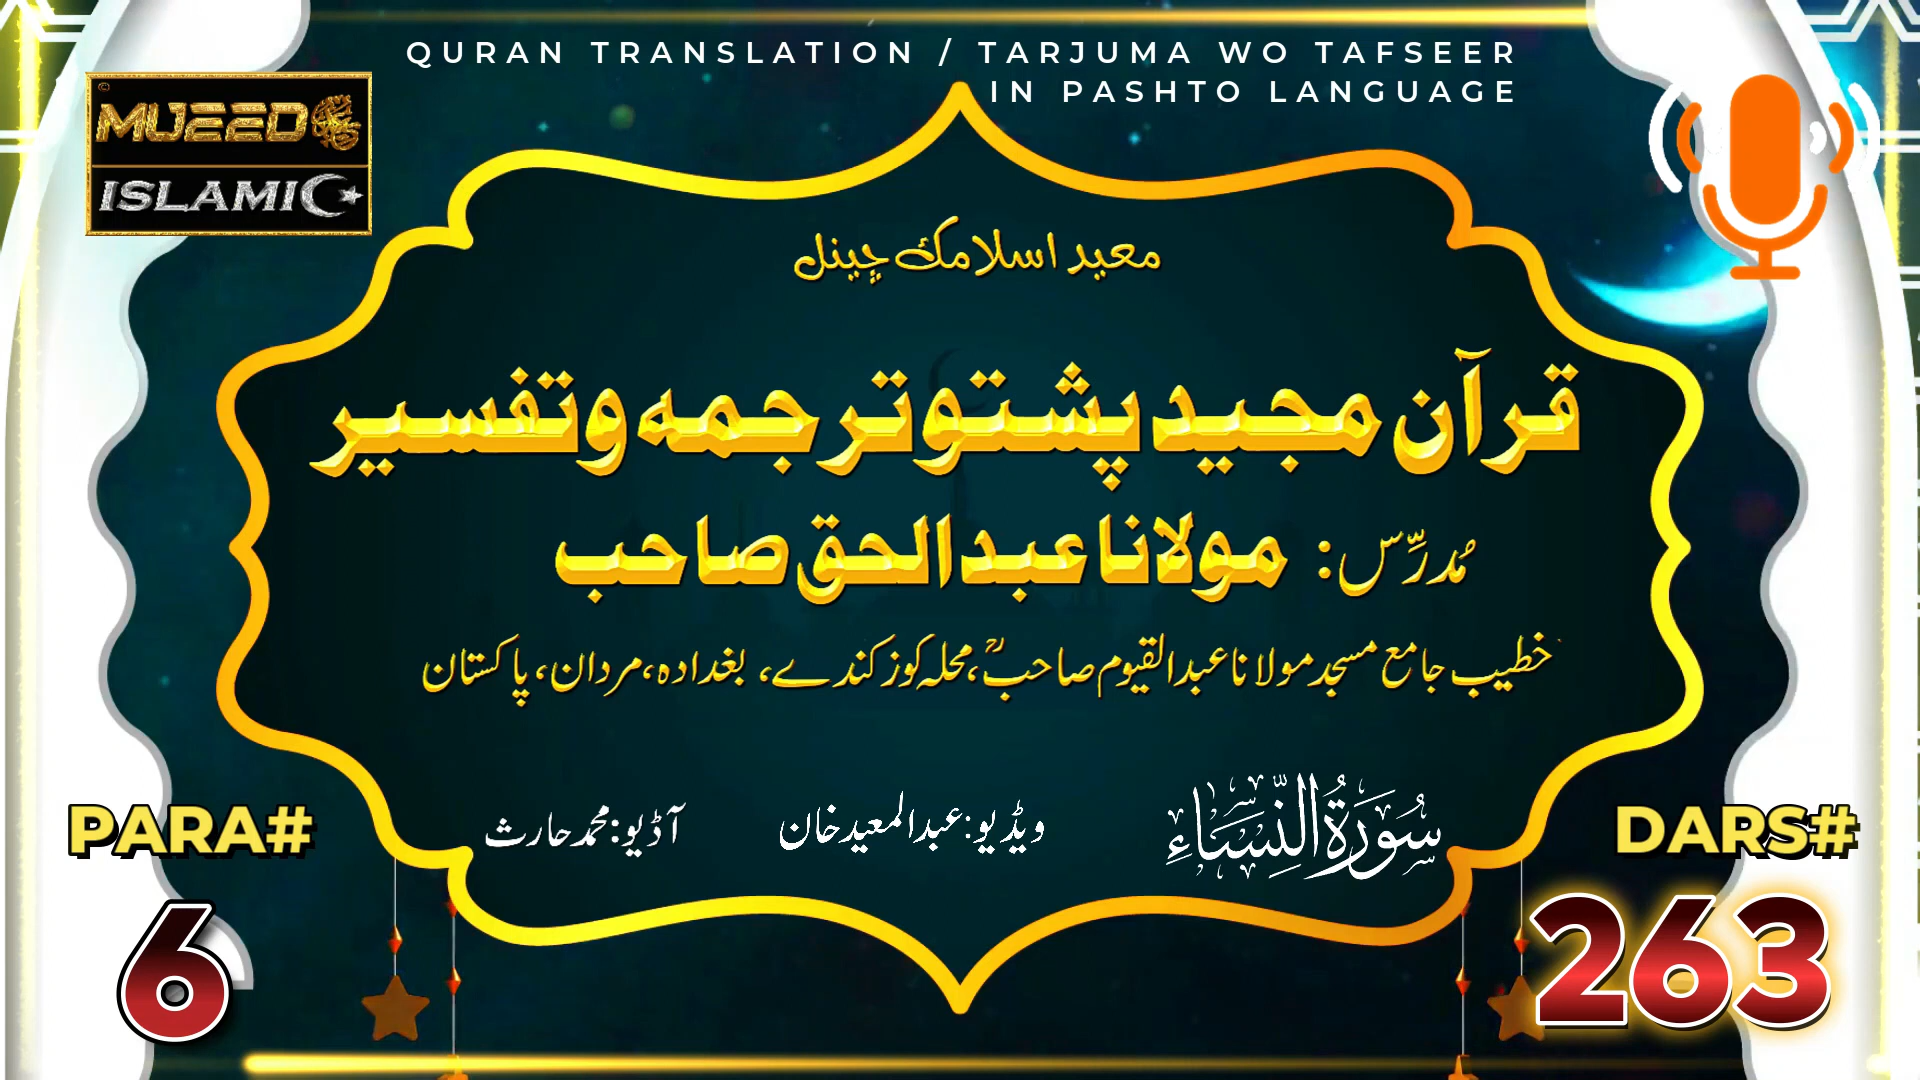 QURAN TRANSLATION / TARJUMA WO TAFSEER
IN PASHTO LANGUAGE
© MUEED
ISLAMIC
معید اسلامک چینل
قرآن مجید پشتو ترجمہ و تفسیر
مُدرِّس: مولانا عبدالحق صاحب
خطیب جامع مسجد مولانا عبدالقیوم صاحبؒ، محلہ کوز کندے، بغدادہ، مردان، پاکستان
سُورَةُ النِّسَاء
ویڈیو: عبدالمعید خان
آڈیو: محمد حارث
PARA#
6
DARS#
263